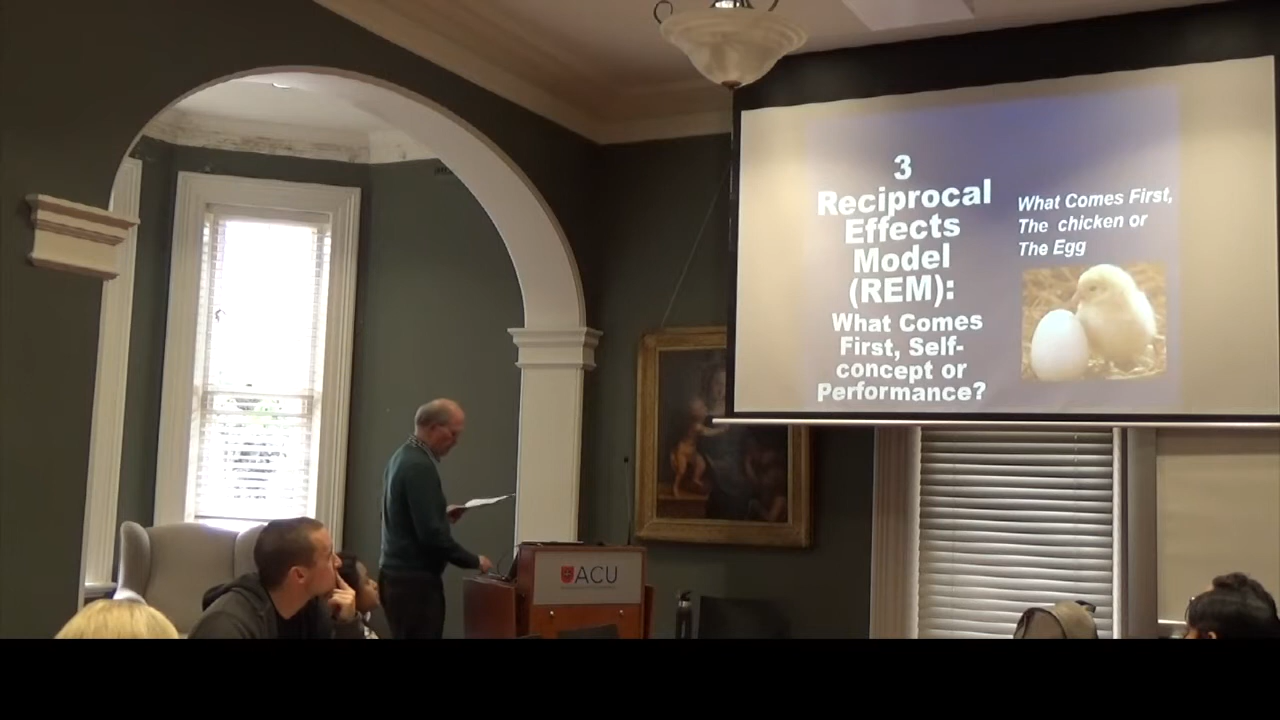 3
Reciprocal
Effects
Model
(REM):
What Comes
First, Self-
concept or
Performance?
What Comes First,
The chicken or
The Egg
ACU